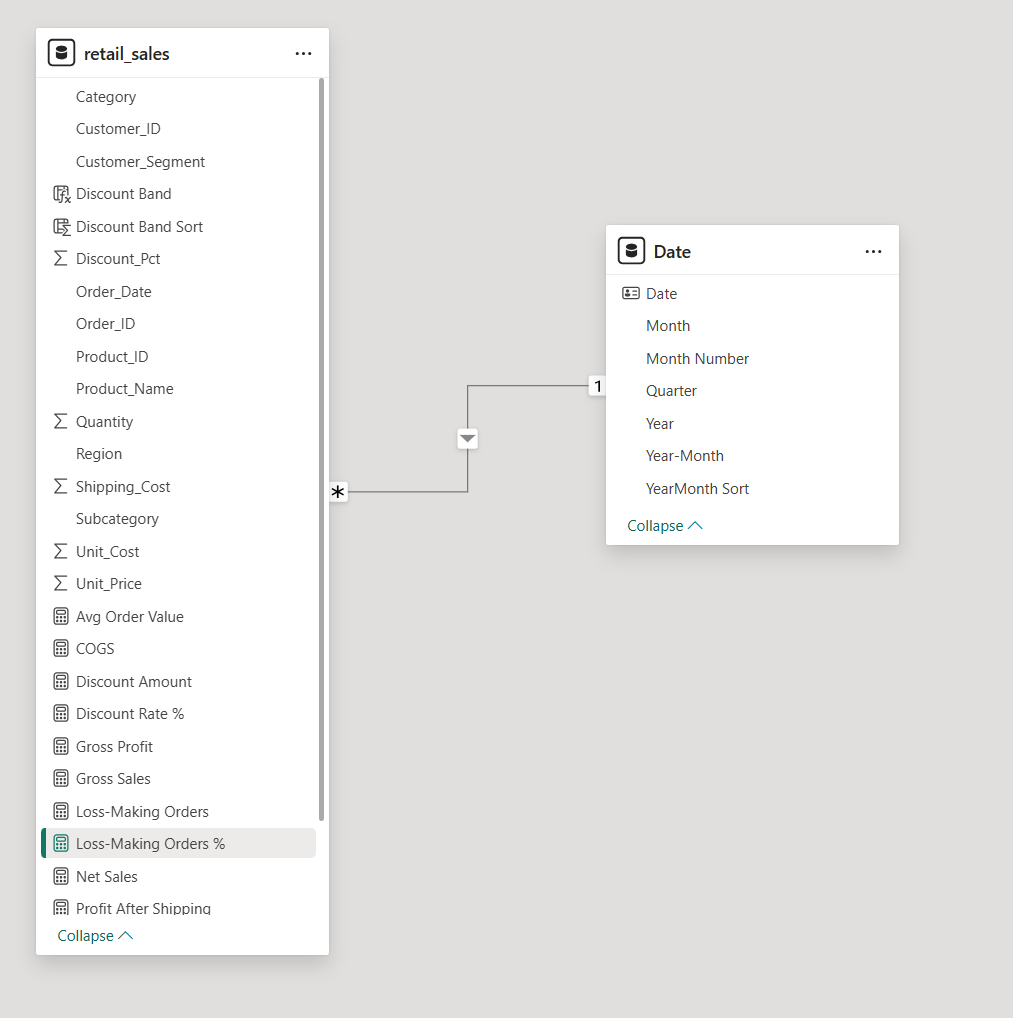 retail_sales
Category
Customer_ID
Customer_Segment
Discount Band
Discount Band Sort
Discount_Pct
Order_Date
Order_ID
Product_ID
Product_Name
Quantity
Region
Shipping_Cost
Subcategory
Unit_Cost
Unit_Price
Avg Order Value
COGS
Discount Amount
Discount Rate %
Gross Profit
Gross Sales
Loss-Making Orders
Loss-Making Orders %
Net Sales
Profit After Shipping
Collapse
*
1
Date
Date
Month
Month Number
Quarter
Year
Year-Month
YearMonth Sort
Collapse